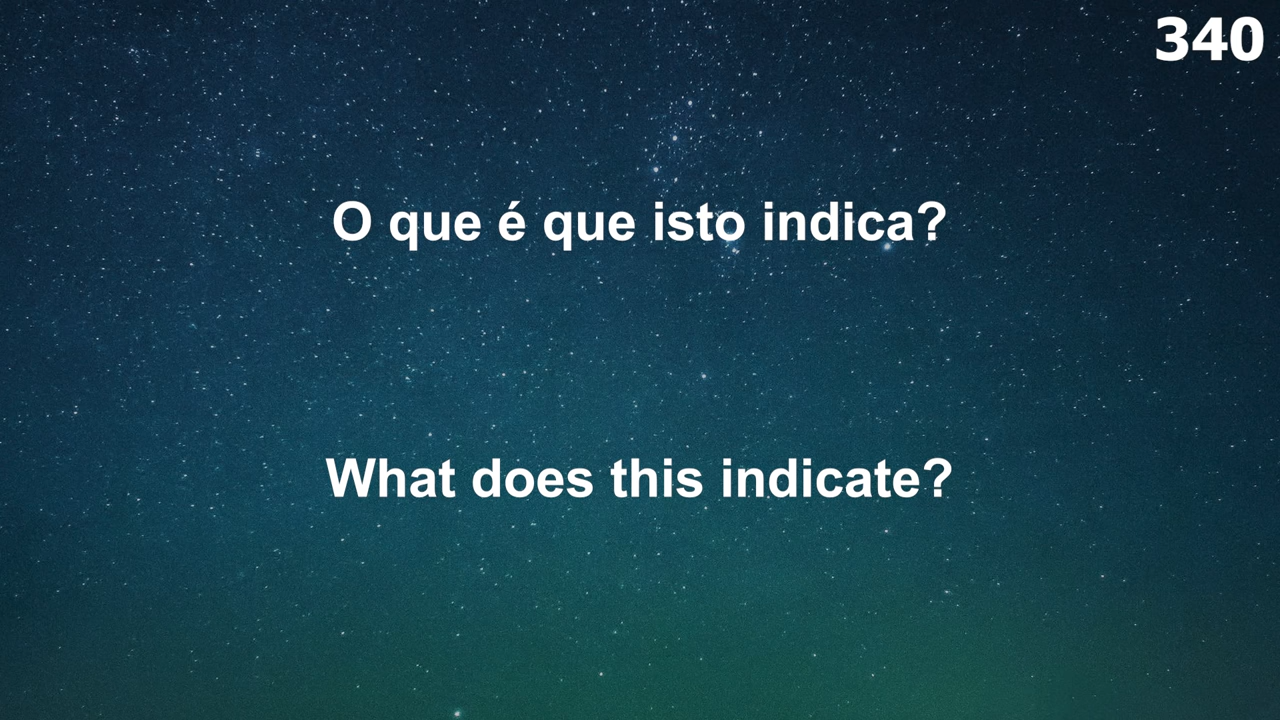 340
O que é que isto indica?
What does this indicate?